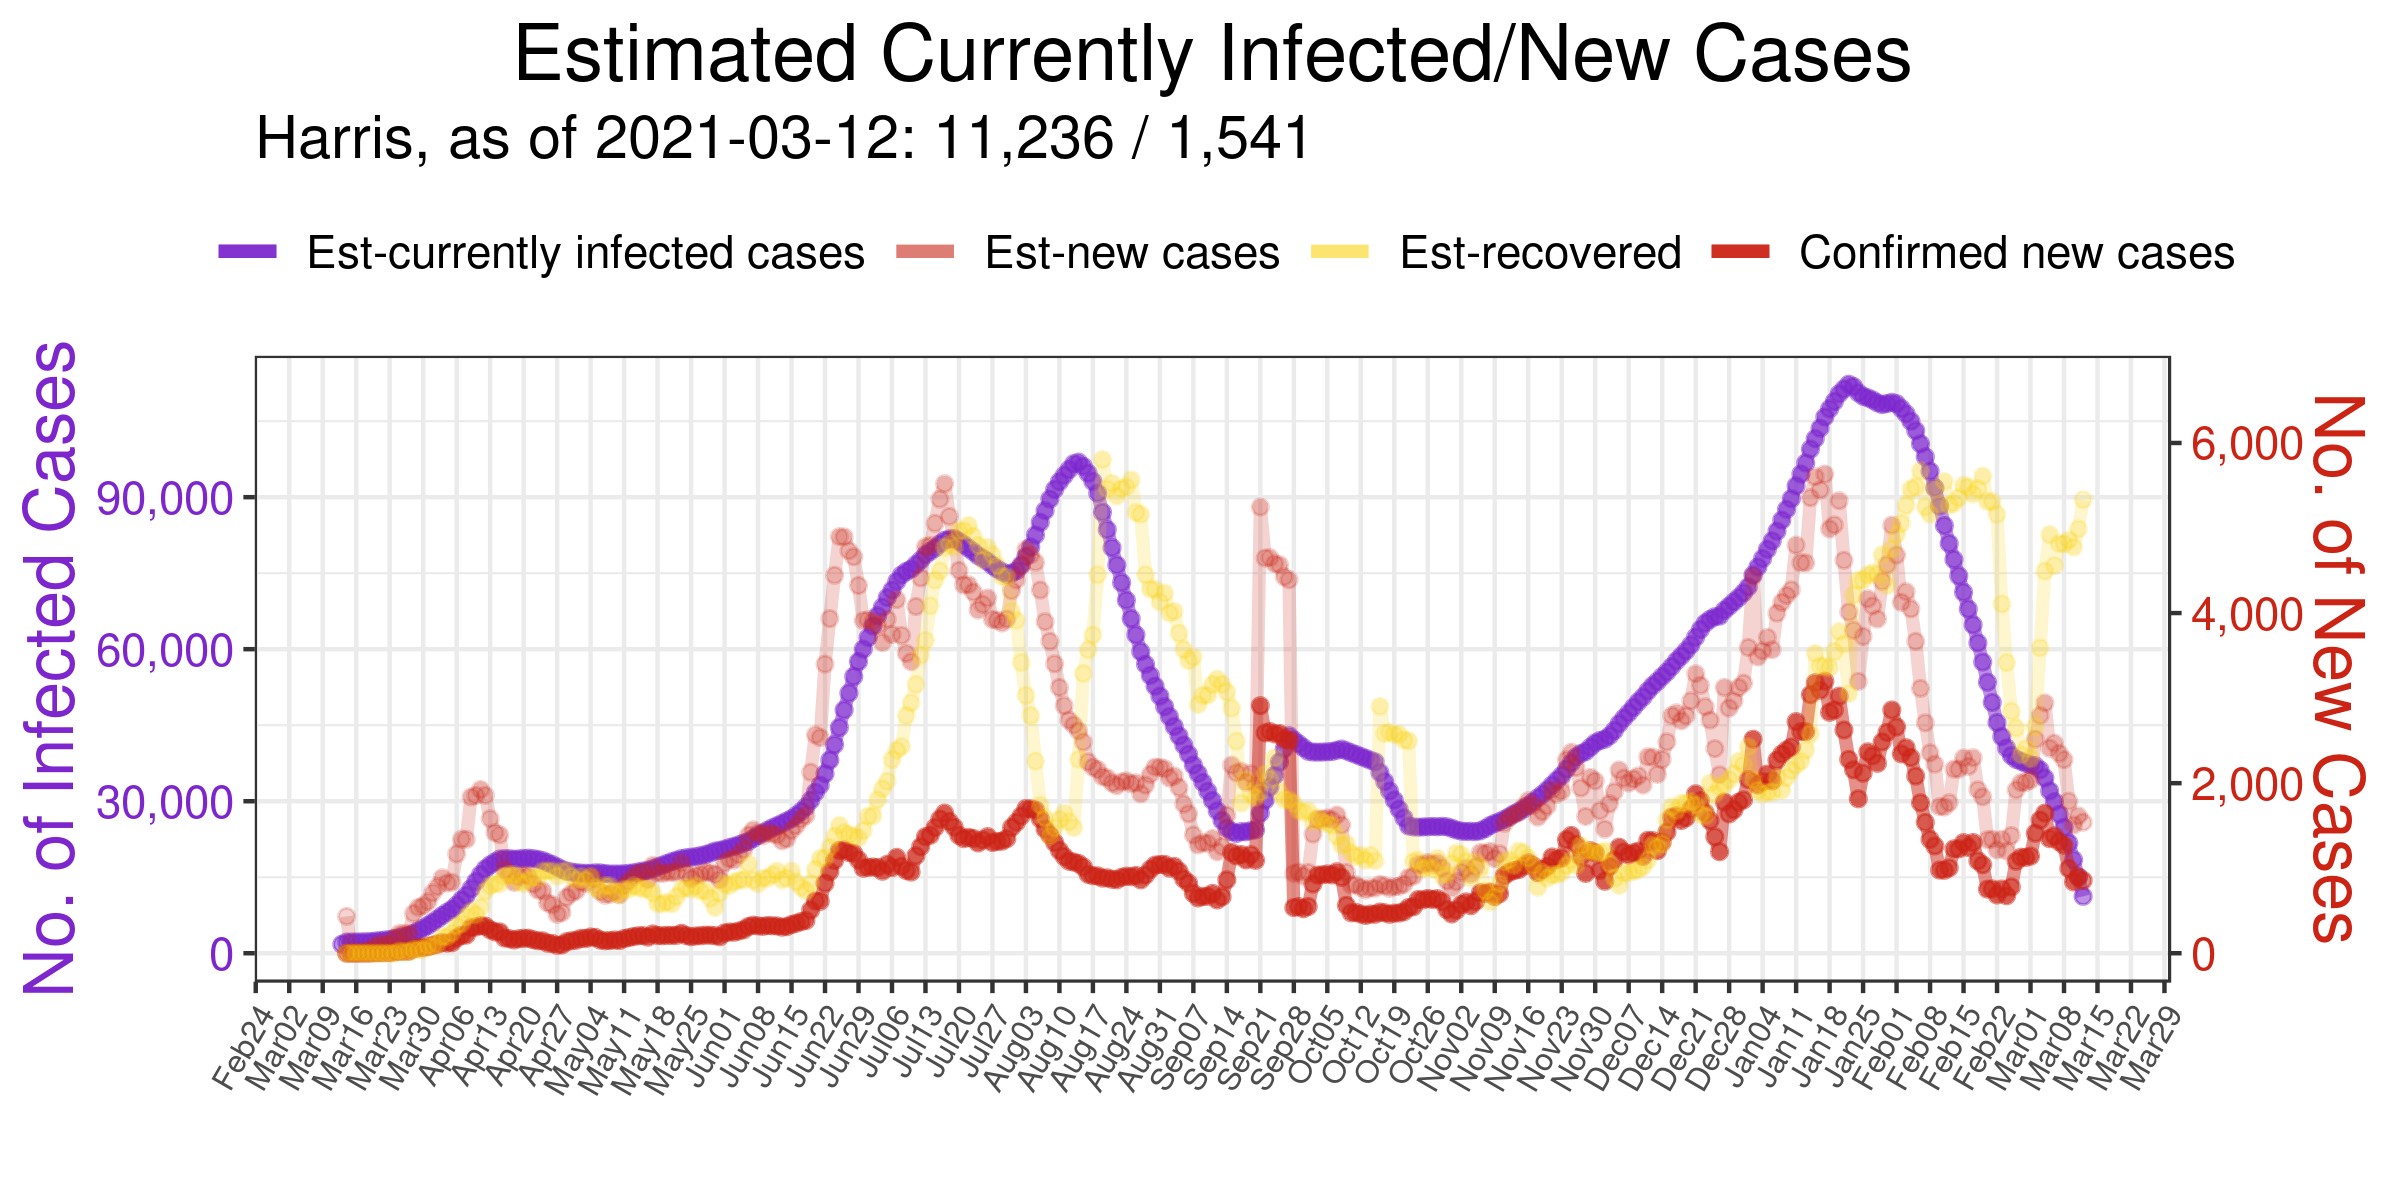 Estimated Currently Infected/New Cases
Harris, as of 2021-03-12: 11,236 / 1,541
Est-currently infected cases
Est-new cases
Est-recovered
Confirmed new cases
No. of Infected Cases
90,000
60,000
30,000
0
6,000
4,000
2,000
0
No. of New Cases
Feb24
Mar02
Mar09
Mar16
Mar23
Mar30
Apr06
Apr13
Apr20
Apr27
May04
May11
May18
May25
Jun01
Jun08
Jun15
Jun22
Jun29
Jul06
Jul13
Jul20
Jul27
Aug03
Aug10
Aug17
Aug24
Aug31
Sep07
Sep14
Sep21
Sep28
Oct05
Oct12
Oct19
Oct26
Nov02
Nov09
Nov16
Nov23
Nov30
Dec07
Dec14
Dec21
Dec28
Jan04
Jan11
Jan18
Jan25
Feb01
Feb08
Feb15
Feb22
Mar01
Mar08
Mar15
Mar22
Mar29